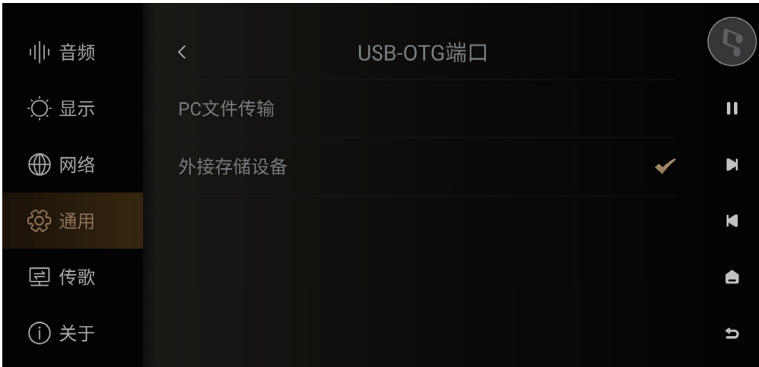 音频
显示
网络
通用
传歌
关于
USB-OTG端口
PC文件传输
外接存储设备